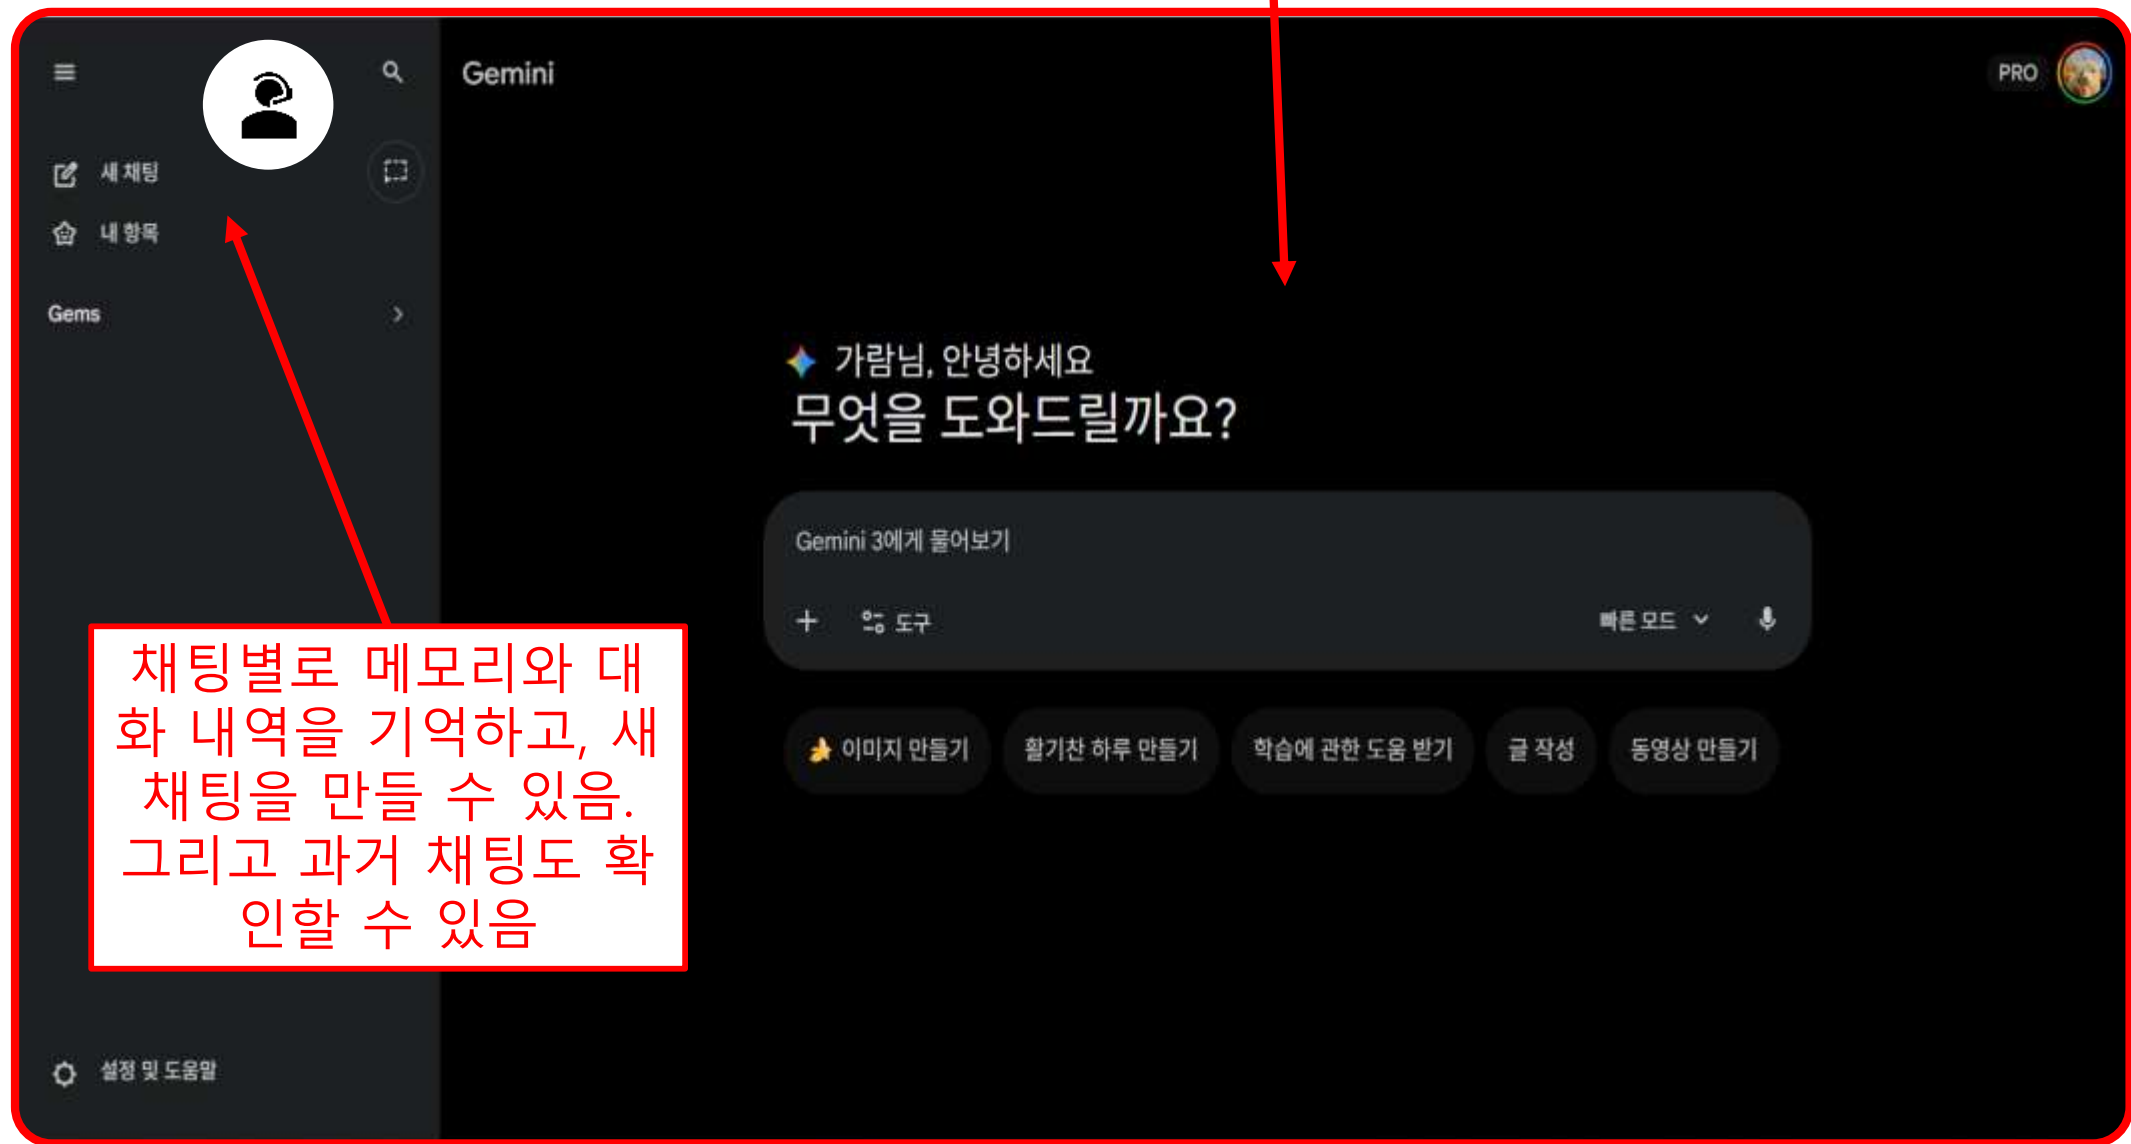 Gemini
PRO
새 채팅
내 항목
Gems
가람님, 안녕하세요
무엇을 도와드릴까요?
Gemini 3에게 물어보기
도구
빠른 모드
이미지 만들기
활기찬 하루 만들기
학습에 관한 도움 받기
글 작성
동영상 만들기
채팅별로 메모리와 대
화 내역을 기억하고, 새
채팅을 만들 수 있음.
그리고 과거 채팅도 확
인할 수 있음
설정 및 도움말